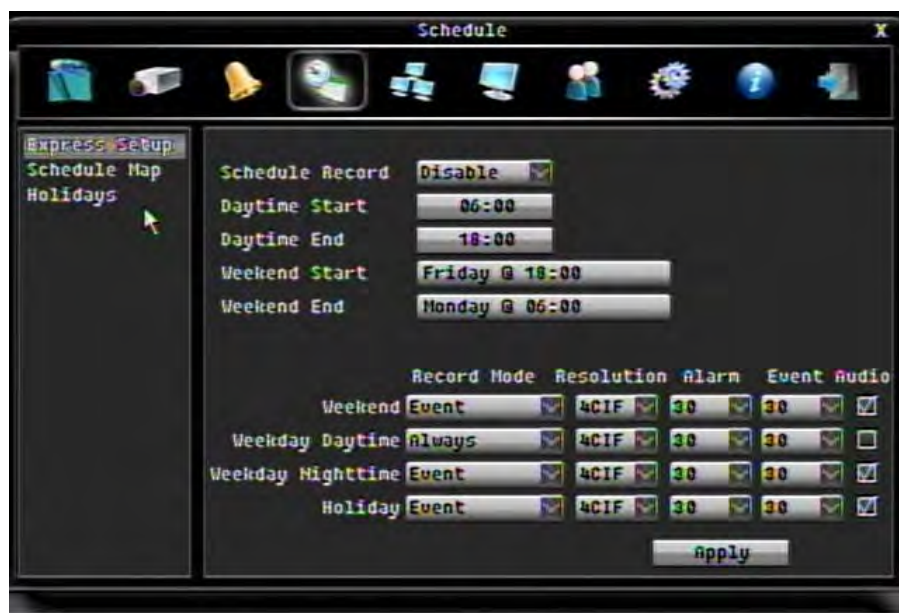 Schedule X
Express Setup
Schedule Map
Holidays
Schedule Record Disable
Daytime Start 06:00
Daytime End 18:00
Weekend Start Friday @ 18:00
Weekend End Monday @ 06:00
Record Mode Resolution Alarm Event Audio
Weekend Event 4CIF 30 30
Weekday Daytime Always 4CIF 30 30
Weekday Nighttime Event 4CIF 30 30
Holiday Event 4CIF 30 30
Apply